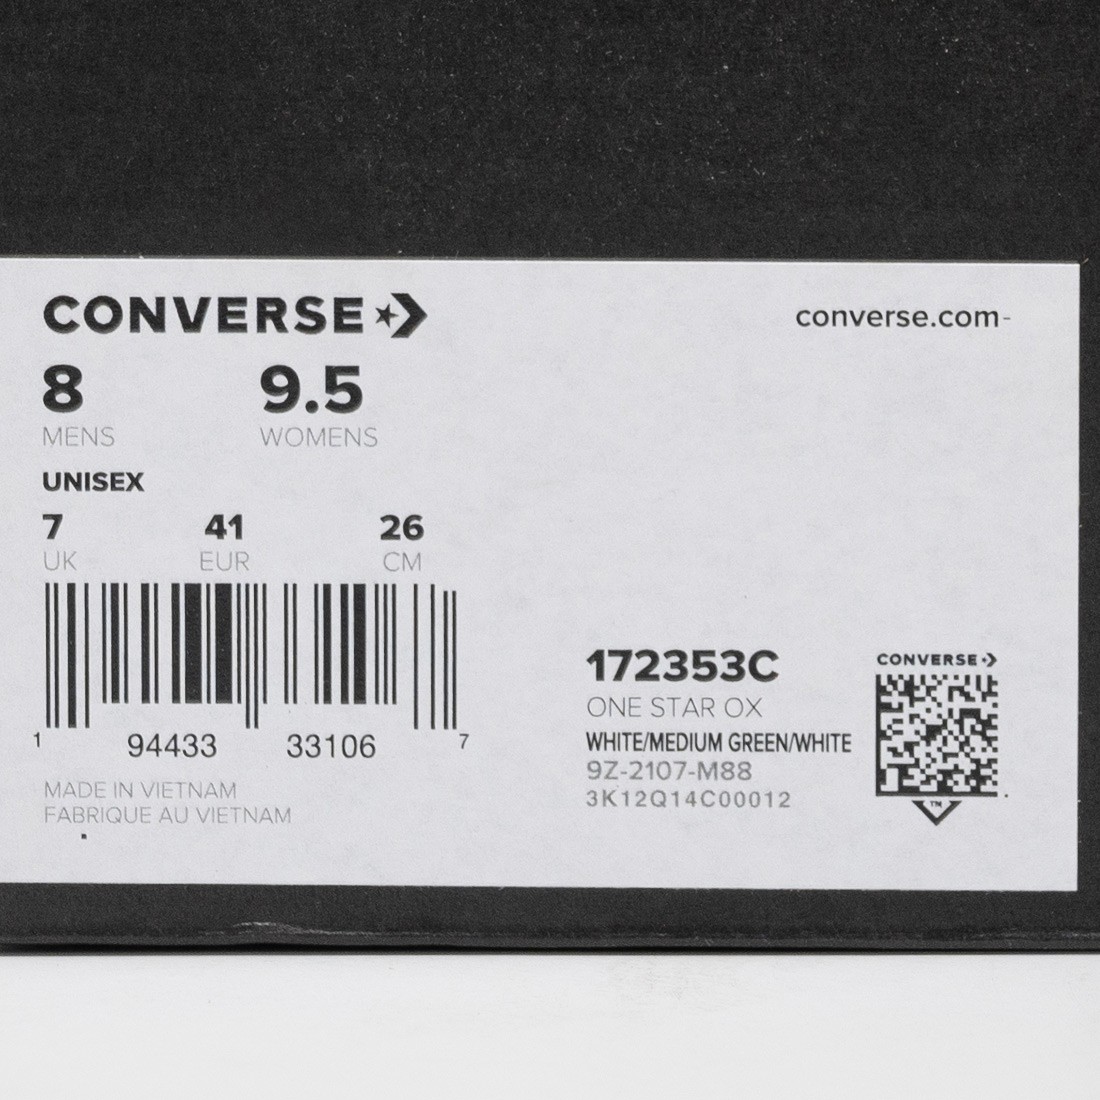 CONVERSE
converse.com-
8 9.5
MENS WOMENS
UNISEX
7 41 26
UK EUR CM
1 94433 33106 7
MADE IN VIETNAM
FABRIQUE AU VIETNAM
172353C
ONE STAR OX
WHITE/MEDIUM GREEN/WHITE
9Z-2107-M88
3K12Q14C00012
CONVERSE
TM